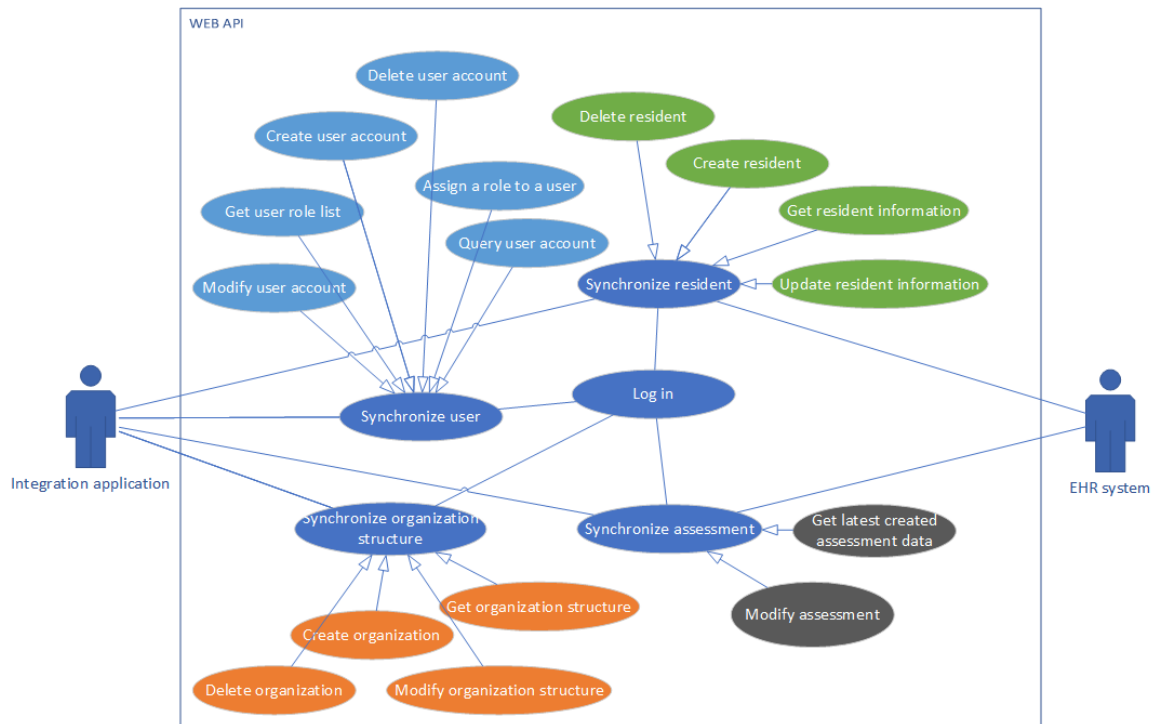 WEB API
Delete user account
Delete resident
Create user account
Create resident
Assign a role to a user
Get user role list
Get resident information
Query user account
Modify user account
Synchronize resident
Update resident information
Log in
Synchronize user
Integration application
EHR system
Synchronize organization
structure
Synchronize assessment
Get latest created
assessment data
Get organization structure
Modify assessment
Create organization
Delete organization
Modify organization structure